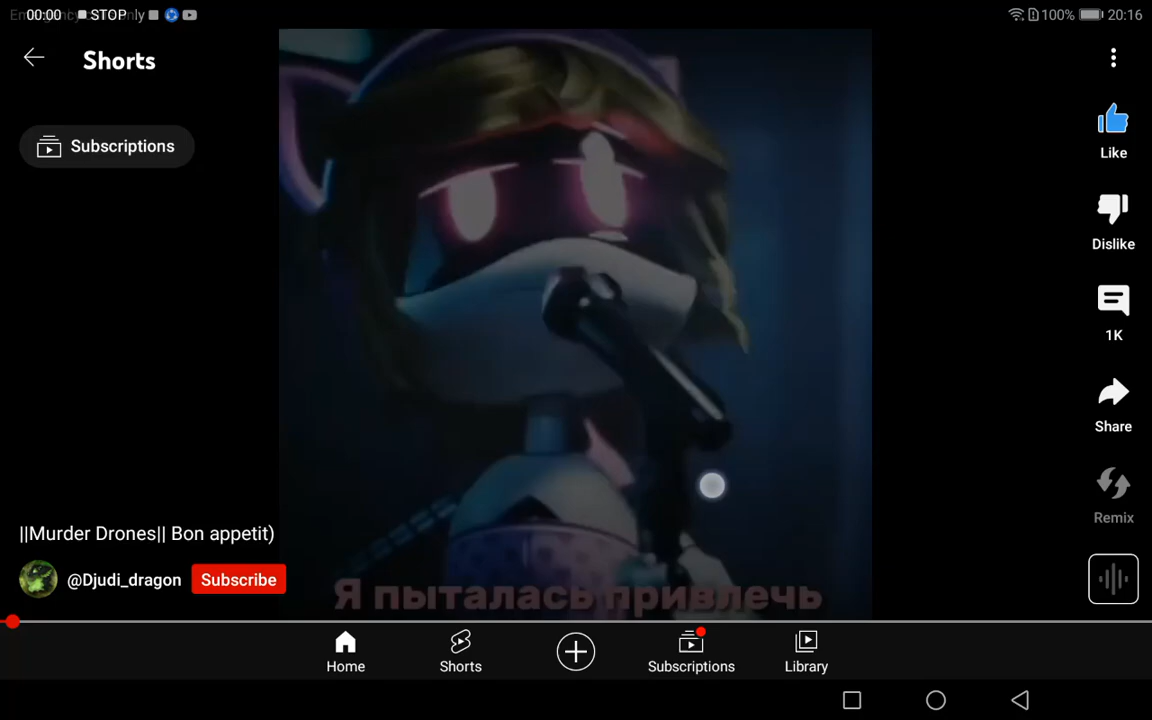 00:00 STOP
100% 20:16
Shorts
Subscriptions
Like
Dislike
1K
Share
Remix
||Murder Drones|| Bon appetit)
@Djudi_dragon Subscribe
Я пыталась привлечь
Home Shorts Subscriptions Library